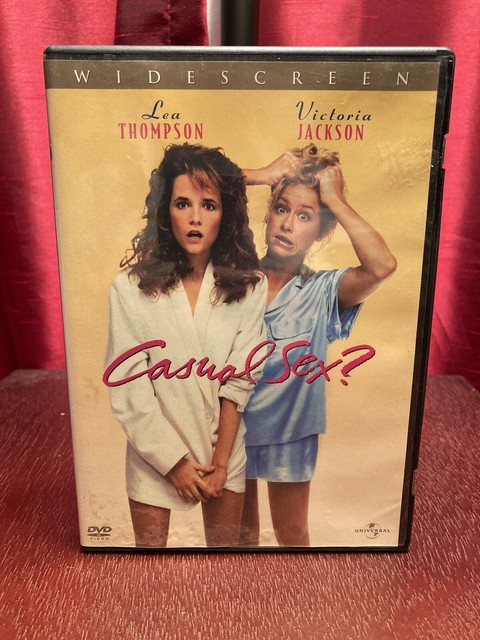 WIDESCREEN
Lea
THOMPSON
Victoria
JACKSON
Casual Sex?
DVD
VIDEO
UNIVERSAL